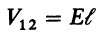 V₁₂ = Eℓ